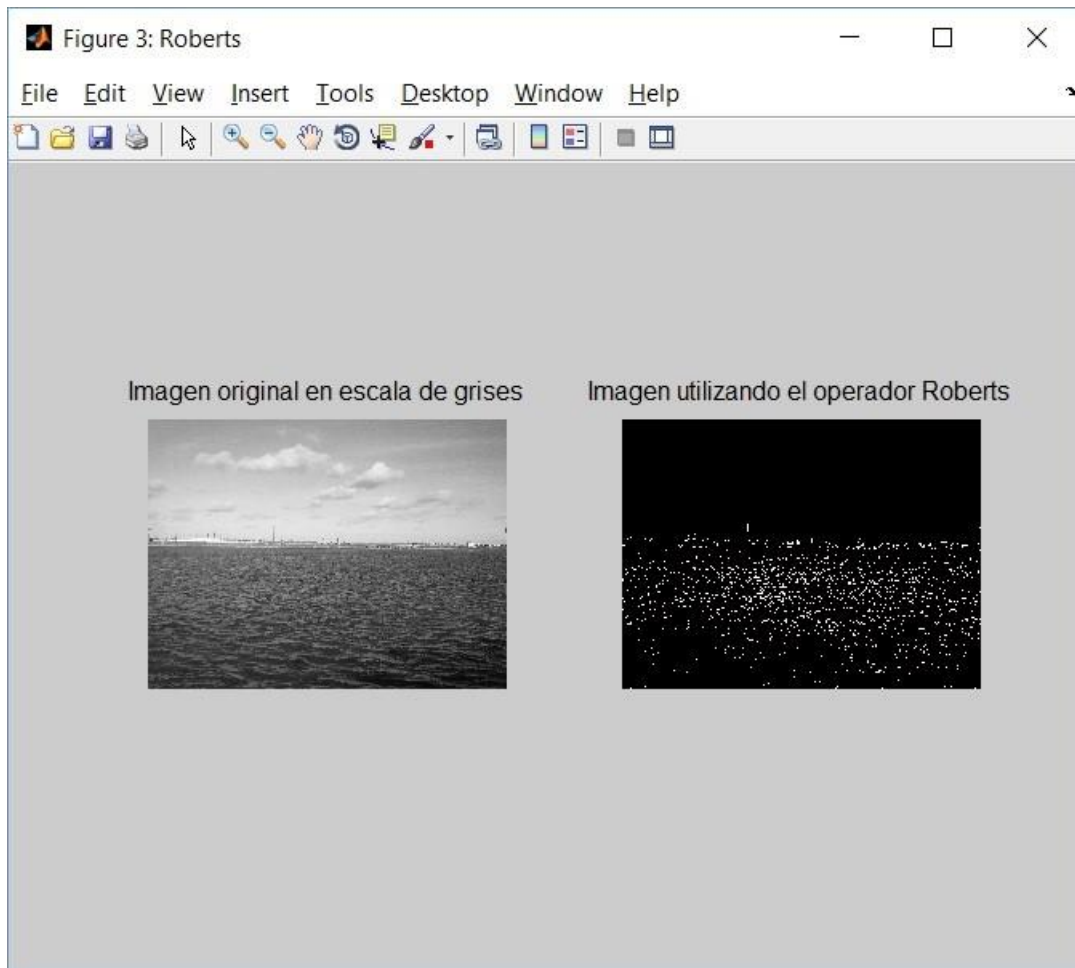 Figure 3: Roberts
File Edit View Insert Tools Desktop Window Help
Imagen original en escala de grises
Imagen utilizando el operador Roberts